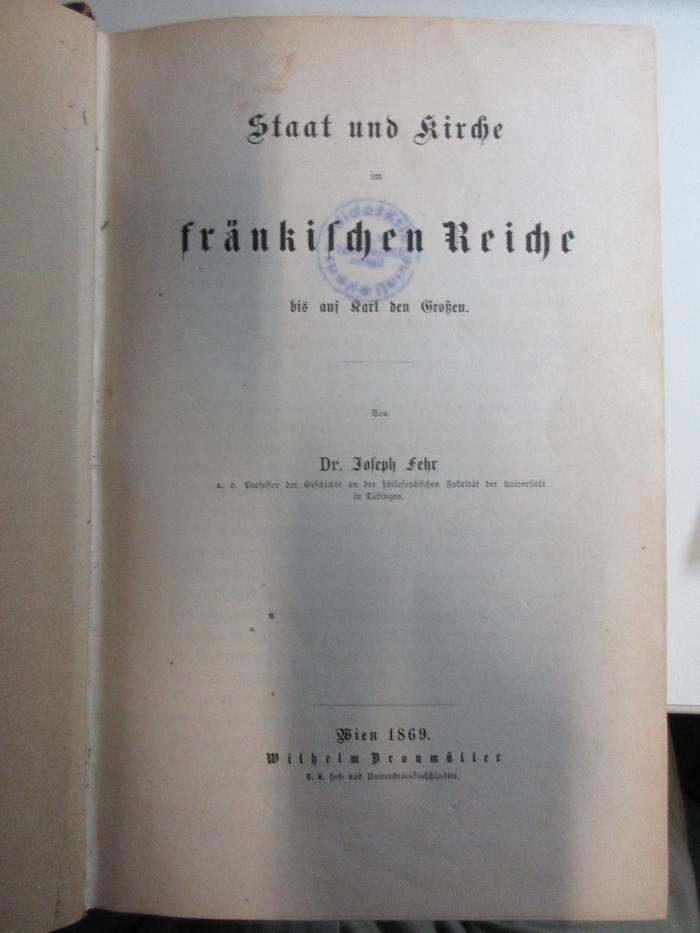 Staat und Kirche
im
fränkischen Reiche
bis auf Karl den Großen.
Von
Dr. Joseph Fehr
a. o. Professor der Geschichte an der philosophischen Fakultät der Universität
in Tübingen.
Wien 1869.
Wilhelm Braumüller
k. k. Hof- und Universitätsbuchhändler.